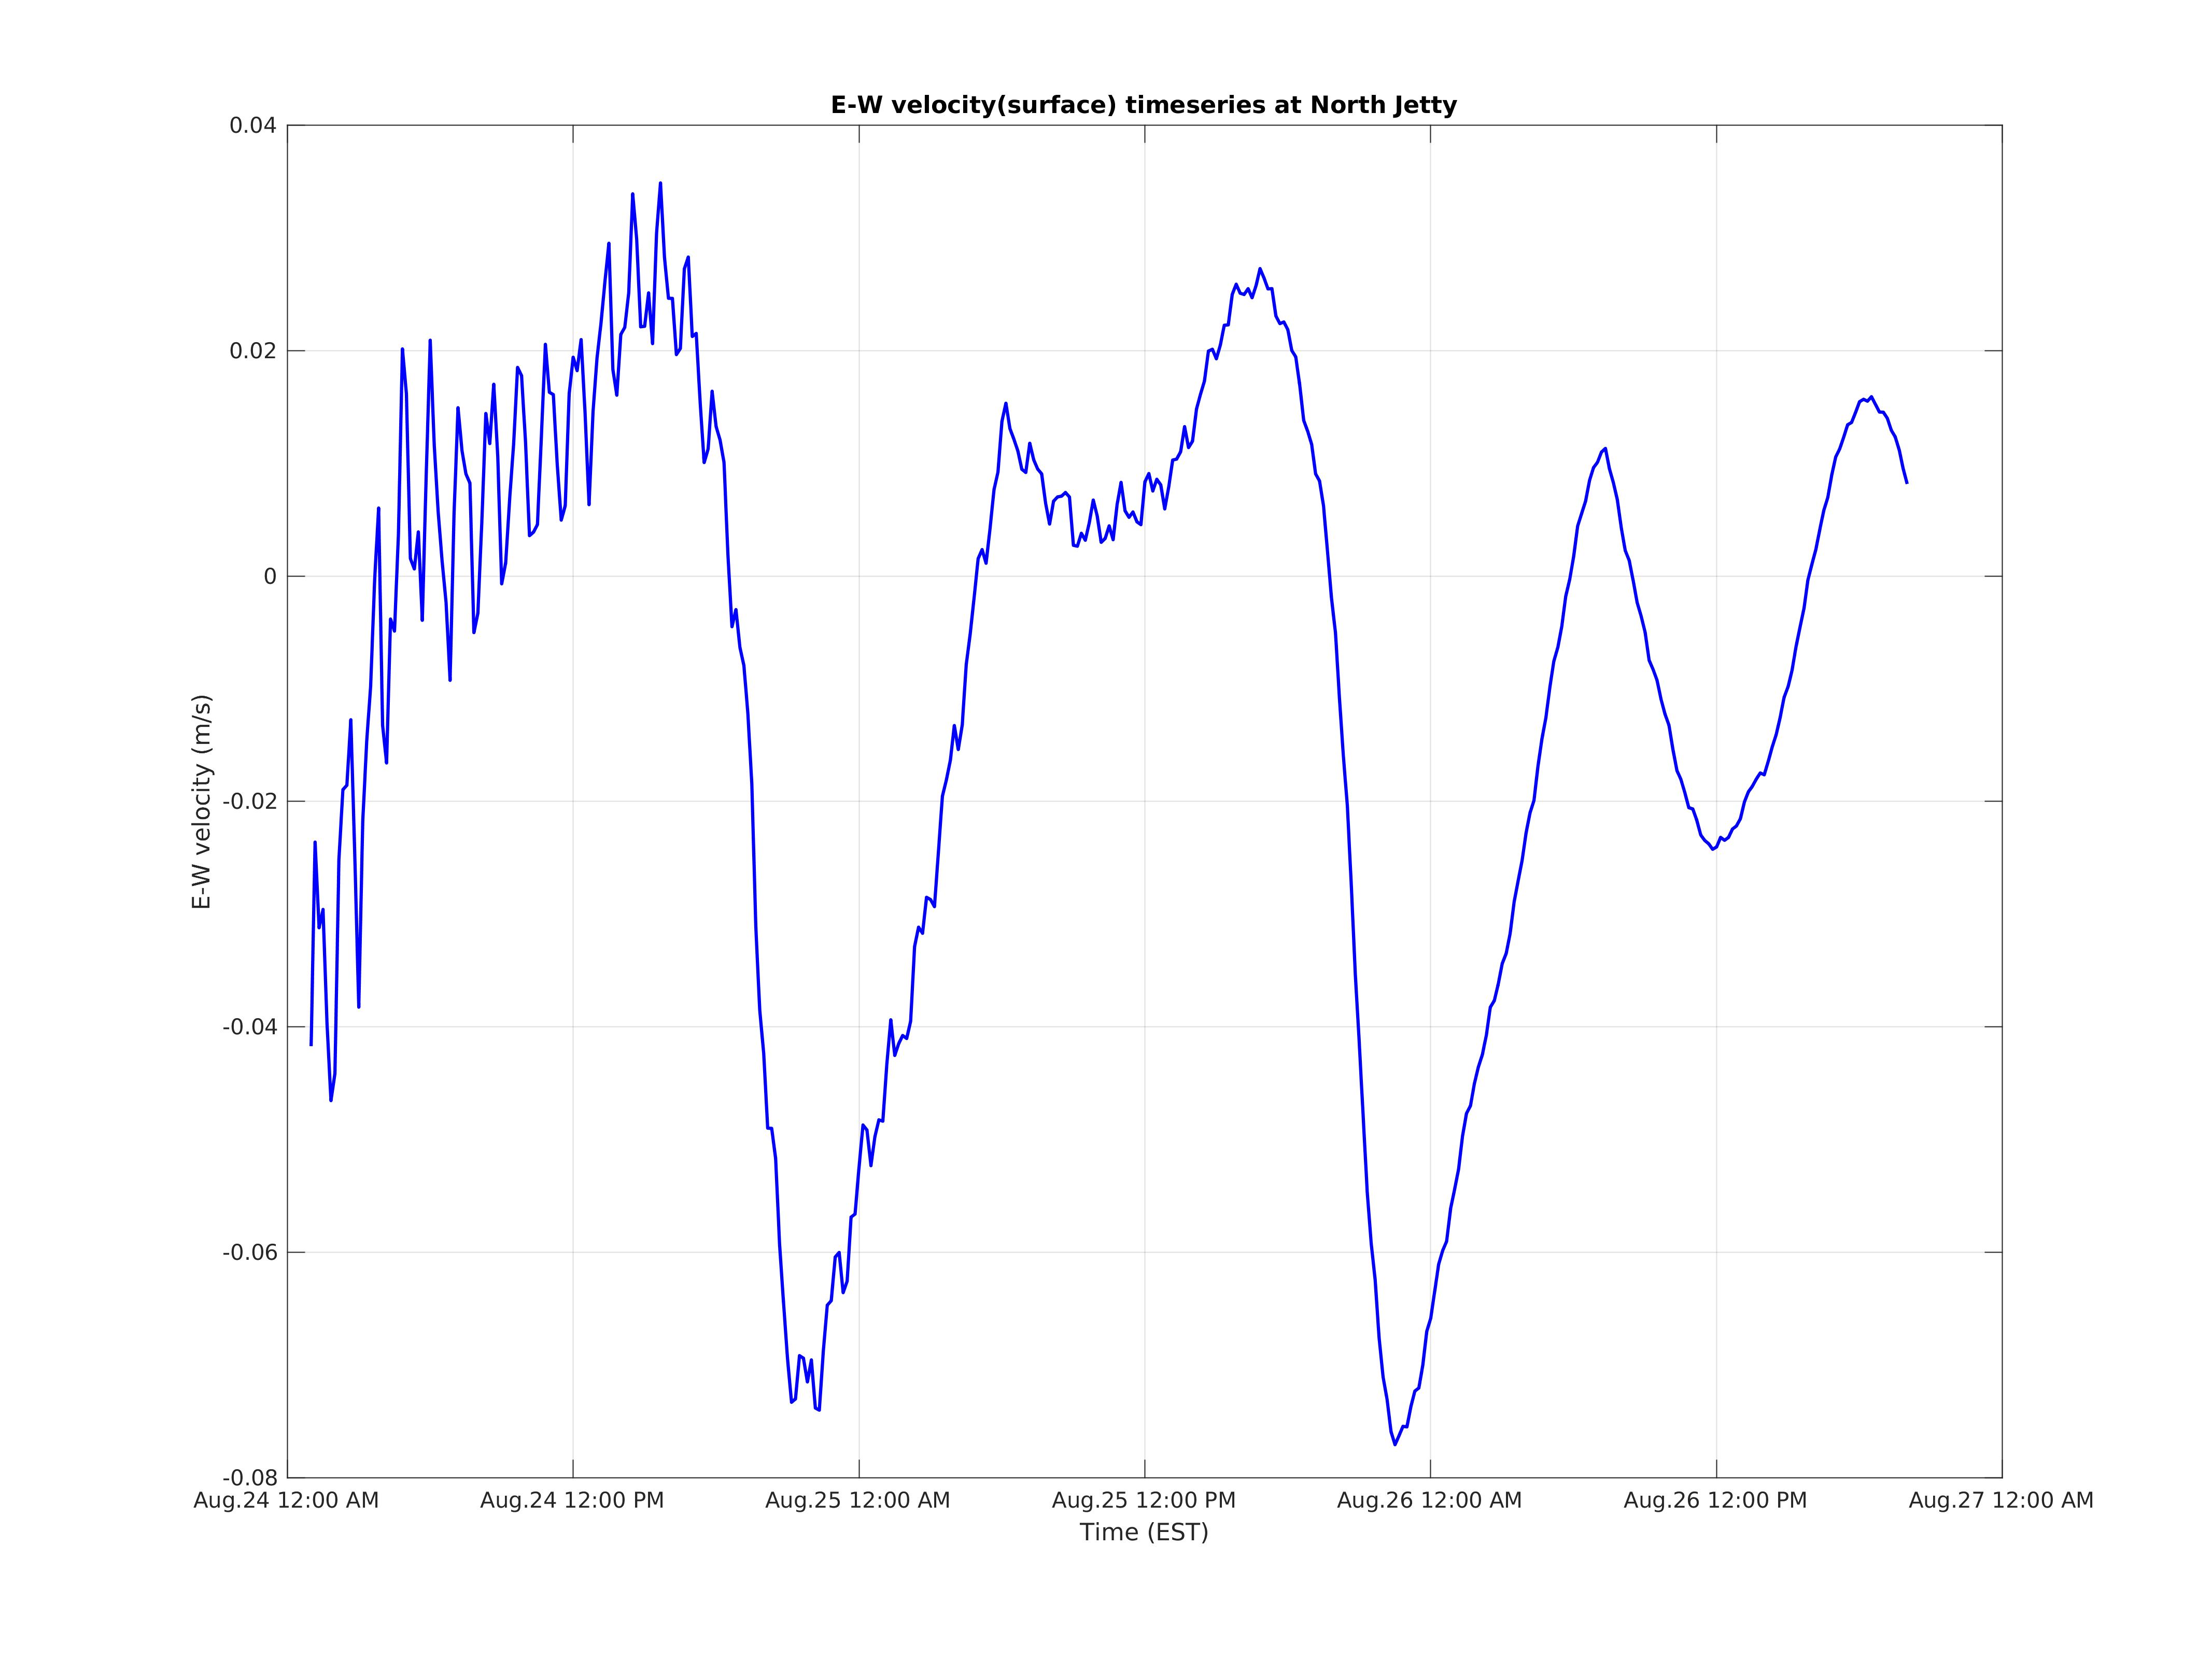 E-W velocity(surface) timeseries at North Jetty
0.04
0.02
0
-0.02
-0.04
-0.06
-0.08
E-W velocity (m/s)
Aug.24 12:00 AM
Aug.24 12:00 PM
Aug.25 12:00 AM
Aug.25 12:00 PM
Aug.26 12:00 AM
Aug.26 12:00 PM
Aug.27 12:00 AM
Time (EST)